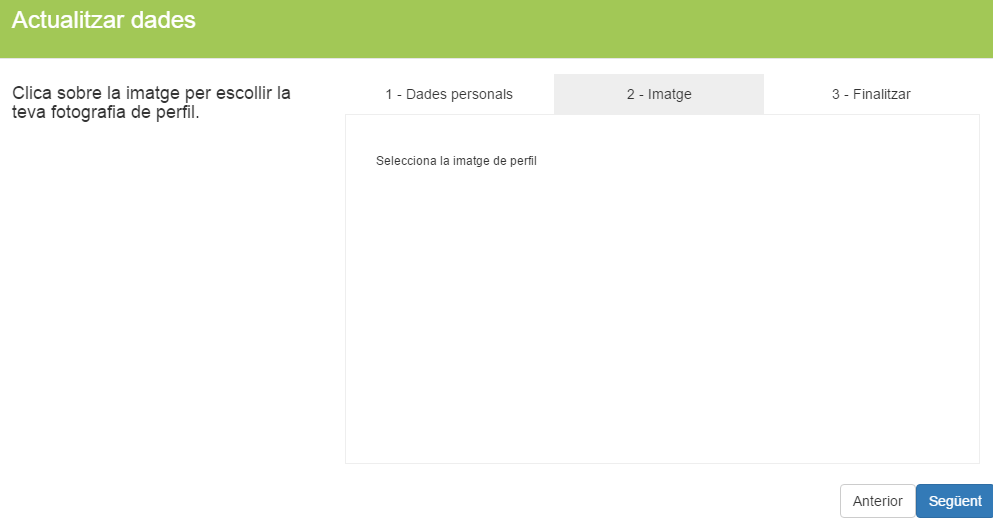 Actualitzar dades
Clica sobre la imatge per escollir la
teva fotografia de perfil.
1 - Dades personals
2 - Imatge
3 - Finalitzar
Selecciona la imatge de perfil
Anterior
Següent